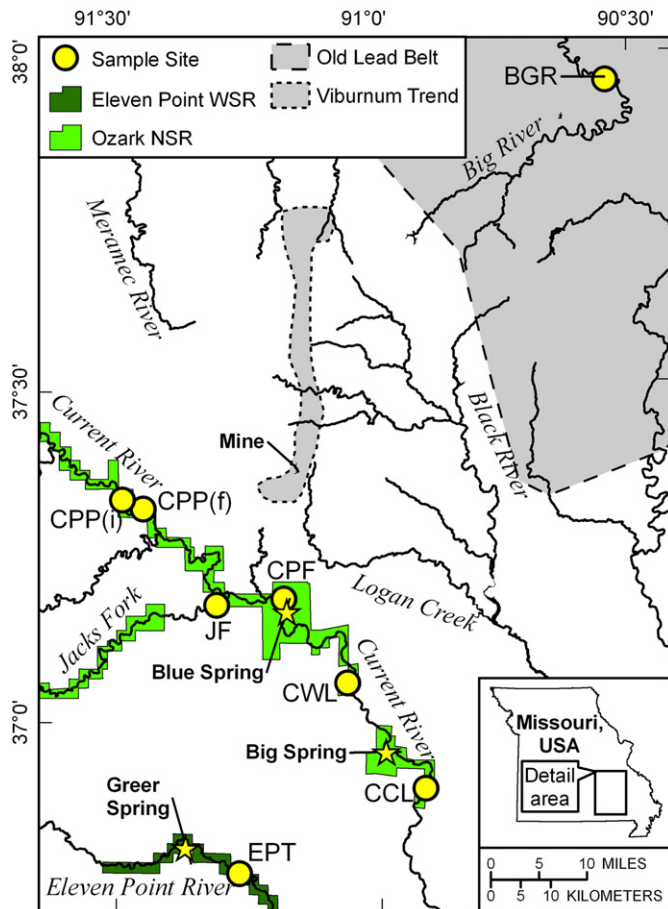 91°30'
91°0'
90°30'
38°0'
37°30'
37°0'
Sample Site
Eleven Point WSR
Ozark NSR
Old Lead Belt
Viburnum Trend
BGR
Big River
Meramec River
Current River
Mine
Black River
CPP(i)
CPP(f)
CPF
Logan Creek
JF
Jacks Fork
Blue Spring
CWL
Current River
Big Spring
CCL
Greer
Spring
EPT
Eleven Point River
Missouri,
USA
Detail
area
0 5 10 MILES
0 5 10 KILOMETERS